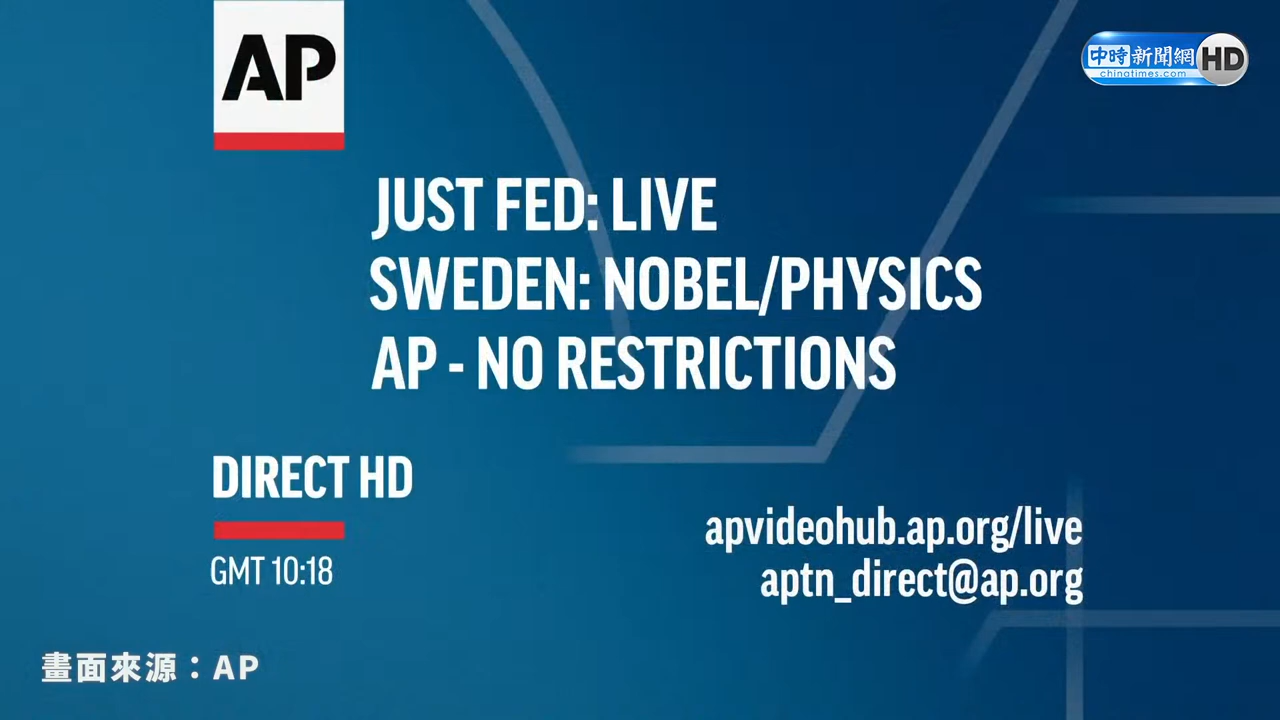 AP
中時新聞網 HD
chinatimes.com
JUST FED: LIVE
SWEDEN: NOBEL/PHYSICS
AP - NO RESTRICTIONS
DIRECT HD
GMT 10:18
apvideohub.ap.org/live
aptn_direct@ap.org
畫面來源：AP